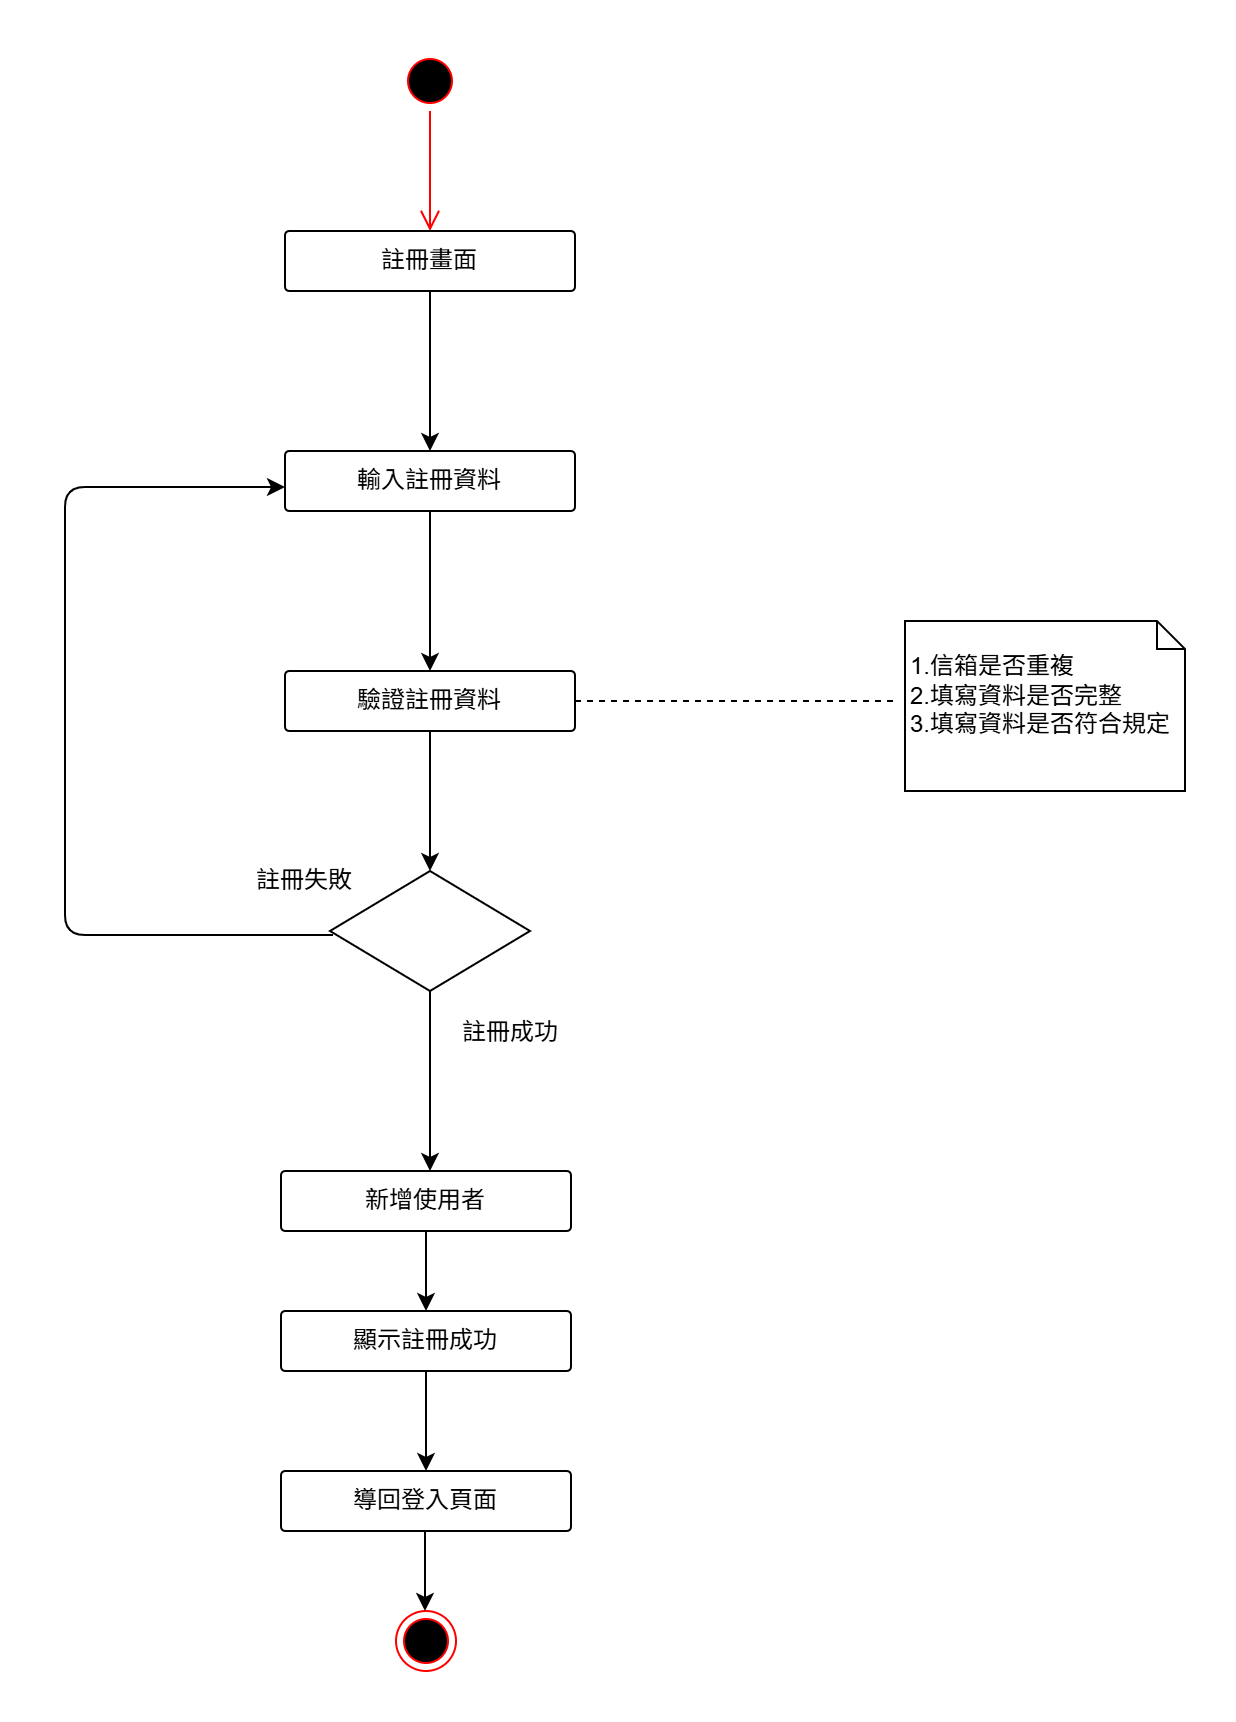 註冊畫面
輸入註冊資料
驗證註冊資料
1.信箱是否重複
2.填寫資料是否完整
3.填寫資料是否符合規定
註冊失敗
註冊成功
新增使用者
顯示註冊成功
導回登入頁面